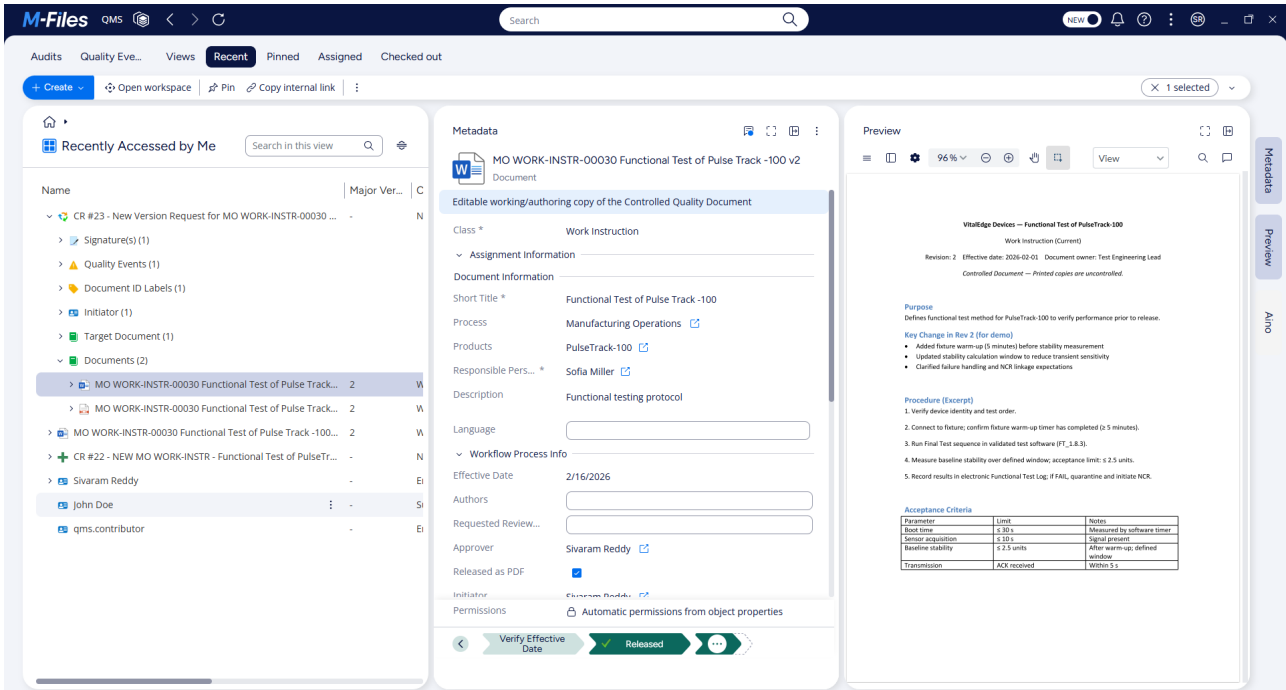 M-Files QMS Search NEW SR
Audits Quality Eve... Views Recent Pinned Assigned Checked out
+ Create Open workspace Pin Copy internal link 1 selected
Recently Accessed by Me Search in this view
Name Major Ver...
CR #23 - New Version Request for MO WORK-INSTR-00030 ... -
Signature(s) (1)
Quality Events (1)
Document ID Labels (1)
Initiator (1)
Target Document (1)
Documents (2)
MO WORK-INSTR-00030 Functional Test of Pulse Track... 2
MO WORK-INSTR-00030 Functional Test of Pulse Track... 2
MO WORK-INSTR-00030 Functional Test of Pulse Track -100... 2
CR #22 - NEW MO WORK-INSTR - Functional Test of PulseTr... -
Sivaram Reddy -
John Doe -
qms.contributor -
Metadata
MO WORK-INSTR-00030 Functional Test of Pulse Track -100 v2
Document
Editable working/authoring copy of the Controlled Quality Document
Class * Work Instruction
Assignment Information
Document Information
Short Title * Functional Test of Pulse Track -100
Process Manufacturing Operations
Products PulseTrack-100
Responsible Pers... * Sofia Miller
Description Functional testing protocol
Language
Workflow Process Info
Effective Date 2/16/2026
Authors
Requested Review...
Approver Sivaram Reddy
Released as PDF
Initiator Sivaram Reddy
Permissions Automatic permissions from object properties
Verify Effective
Date
Released
Preview
96% View
VitalEdge Devices — Functional Test of PulseTrack-100
Work Instruction (Current)
Revision: 2 Effective date: 2026-02-01 Document owner: Test Engineering Lead
Controlled Document — Printed copies are uncontrolled.
Purpose
Defines functional test method for PulseTrack-100 to verify performance prior to release.
Key Change in Rev 2 (for demo)
• Added fixture warm-up (5 minutes) before stability measurement
• Updated stability calculation window to reduce transient sensitivity
• Clarified failure handling and NCR linkage expectations
Procedure (Excerpt)
1. Verify device identity and test order.
2. Connect to fixture; confirm fixture warm-up timer has completed (≥ 5 minutes).
3. Run Final Test sequence in validated test software (FT_1.8.3).
4. Measure baseline stability over defined window; acceptance limit: ≤ 2.5 units.
5. Record results in electronic Functional Test Log; if FAIL, quarantine and initiate NCR.
Acceptance Criteria
Parameter Limit Notes
Boot time ≤ 30 s Measured by software timer
Sensor acquisition ≤ 10 s Signal present
Baseline stability ≤ 2.5 units After warm-up; defined
window
Transmission ACK received Within 5 s
Metadata
Preview
Aino